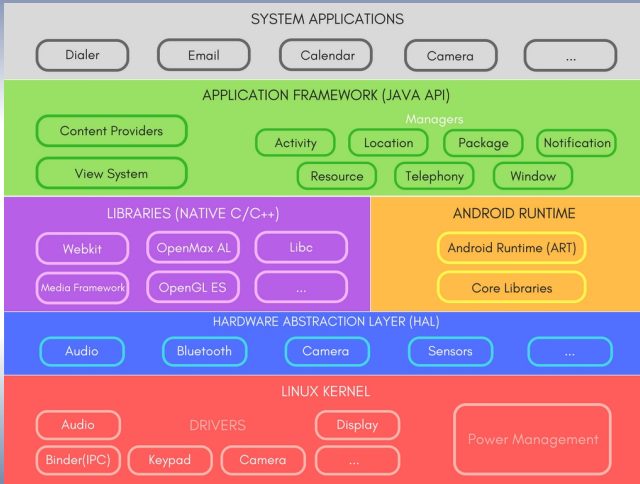 SYSTEM APPLICATIONS
Dialer Email Calendar Camera ...
APPLICATION FRAMEWORK (JAVA API)
Managers
Content Providers
Activity Location Package Notification
View System
Resource Telephony Window
LIBRARIES (NATIVE C/C++)
Webkit OpenMax AL Libc
Media Framework OpenGL ES ...
ANDROID RUNTIME
Android Runtime (ART)
Core Libraries
HARDWARE ABSTRACTION LAYER (HAL)
Audio Bluetooth Camera Sensors ...
LINUX KERNEL
Audio DRIVERS Display
Binder(IPC) Keypad Camera ...
Power Management